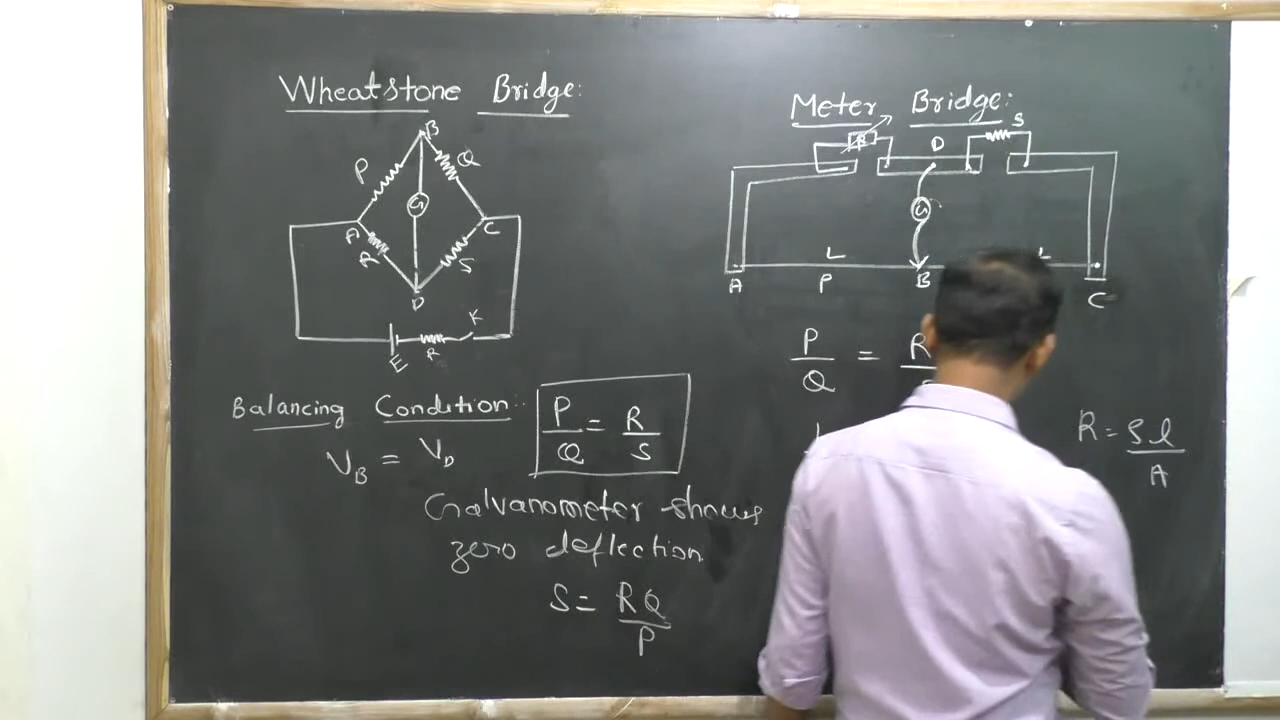 Wheatstone Bridge:
B
P Q
G
A C
R S
D
K
E R
Balancing Condition:
P/Q = R/S
V_B = V_D
Galvanometer shows
zero deflection
S = RQ/P
Meter Bridge:
R D S
G
L L
A P B C
P/Q = R
R = ρl/A